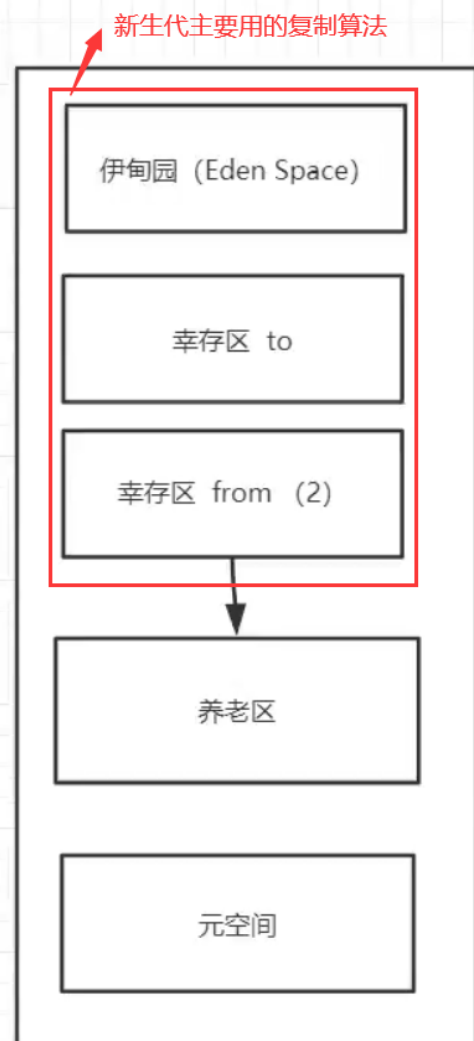 新生代主要用的复制算法
伊甸园（Eden Space）
幸存区 to
幸存区 from （2）
养老区
元空间